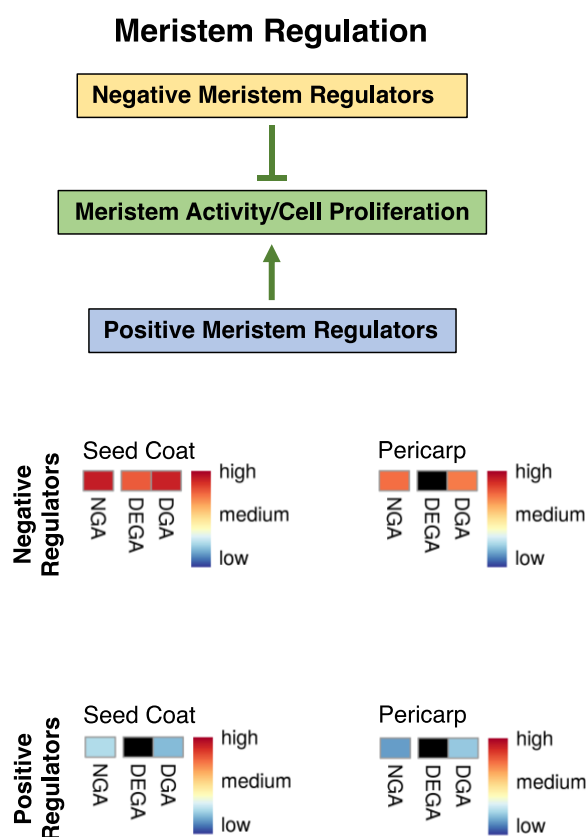 Meristem Regulation
Negative Meristem Regulators
Meristem Activity/Cell Proliferation
Positive Meristem Regulators
Negative
Regulators
Seed Coat
NGA
DEGA
DGA
high
medium
low
Pericarp
NGA
DEGA
DGA
high
medium
low
Positive
Regulators
Seed Coat
NGA
DEGA
DGA
high
medium
low
Pericarp
NGA
DEGA
DGA
high
medium
low